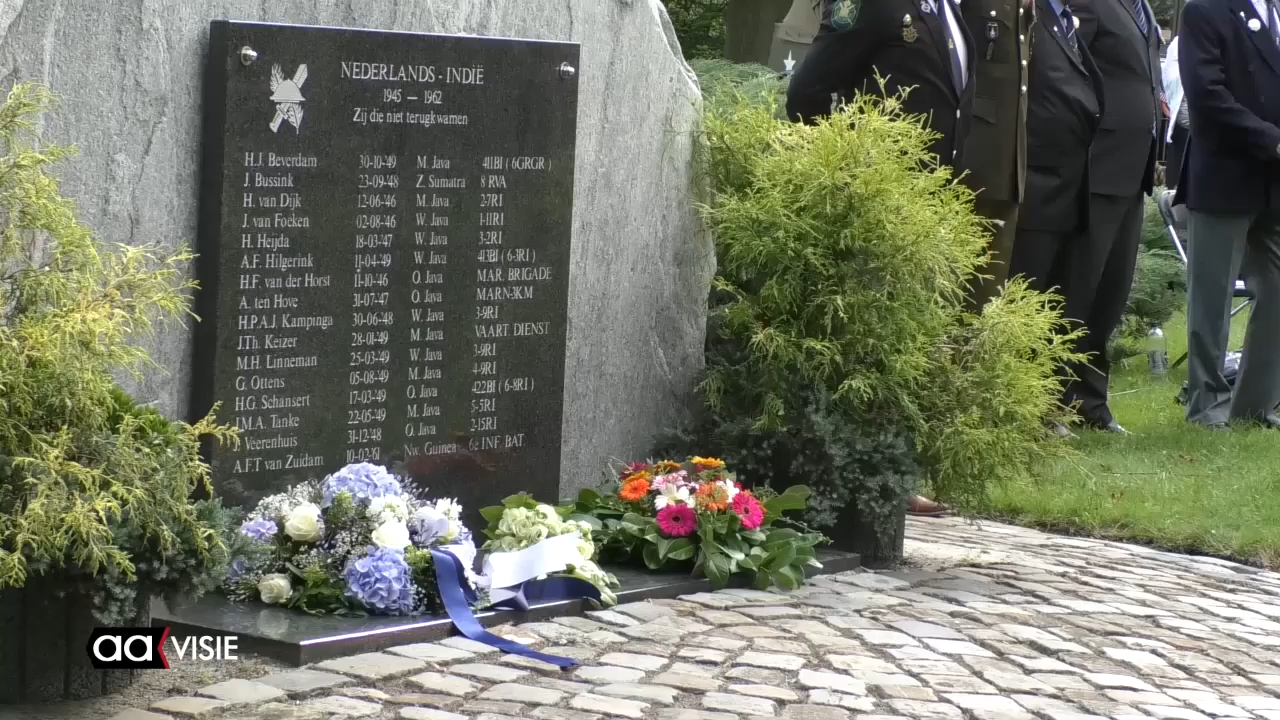 NEDERLANDS - INDIË
1945 — 1962
Zij die niet terugkwamen
H.J. Beverdam 30-10-'49 M. Java 411BI ( 6GRGR )
J. Bussink 23-09-'48 Z. Sumatra 8 RVA
H. van Dijk 12-06-'46 M. Java 2-7RI
J. van Foeken 02-08-'46 W. Java 1-11RI
H. Heijda 18-03-'47 W. Java 3-2RI
A.F. Hilgerink 11-04-'49 W. Java 413BI ( 6-3RI )
H.F. van der Horst 11-10-'46 O. Java MAR. BRIGADE
A. ten Hove 31-07-'47 O. Java MARN-3KM
H.P.A.J. Kampinga 30-06-'48 W. Java 3-9RI
J.Th. Keizer 28-01-'49 M. Java VAART DIENST
M.H. Linneman 25-03-'49 W. Java 3-9RI
G. Ottens 05-08-'49 M. Java 4-9RI
H.G. Schansert 17-03-'49 O. Java 422BI ( 6-8RI )
J.M.A. Tanke 22-05-'49 M. Java 5-5RI
J. Veerenhuis 31-12-'48 O. Java 2-15RI
A.F.T van Zuidam 10-02-'61 Nw. Guinea 6e INF. BAT.
aa VISIE